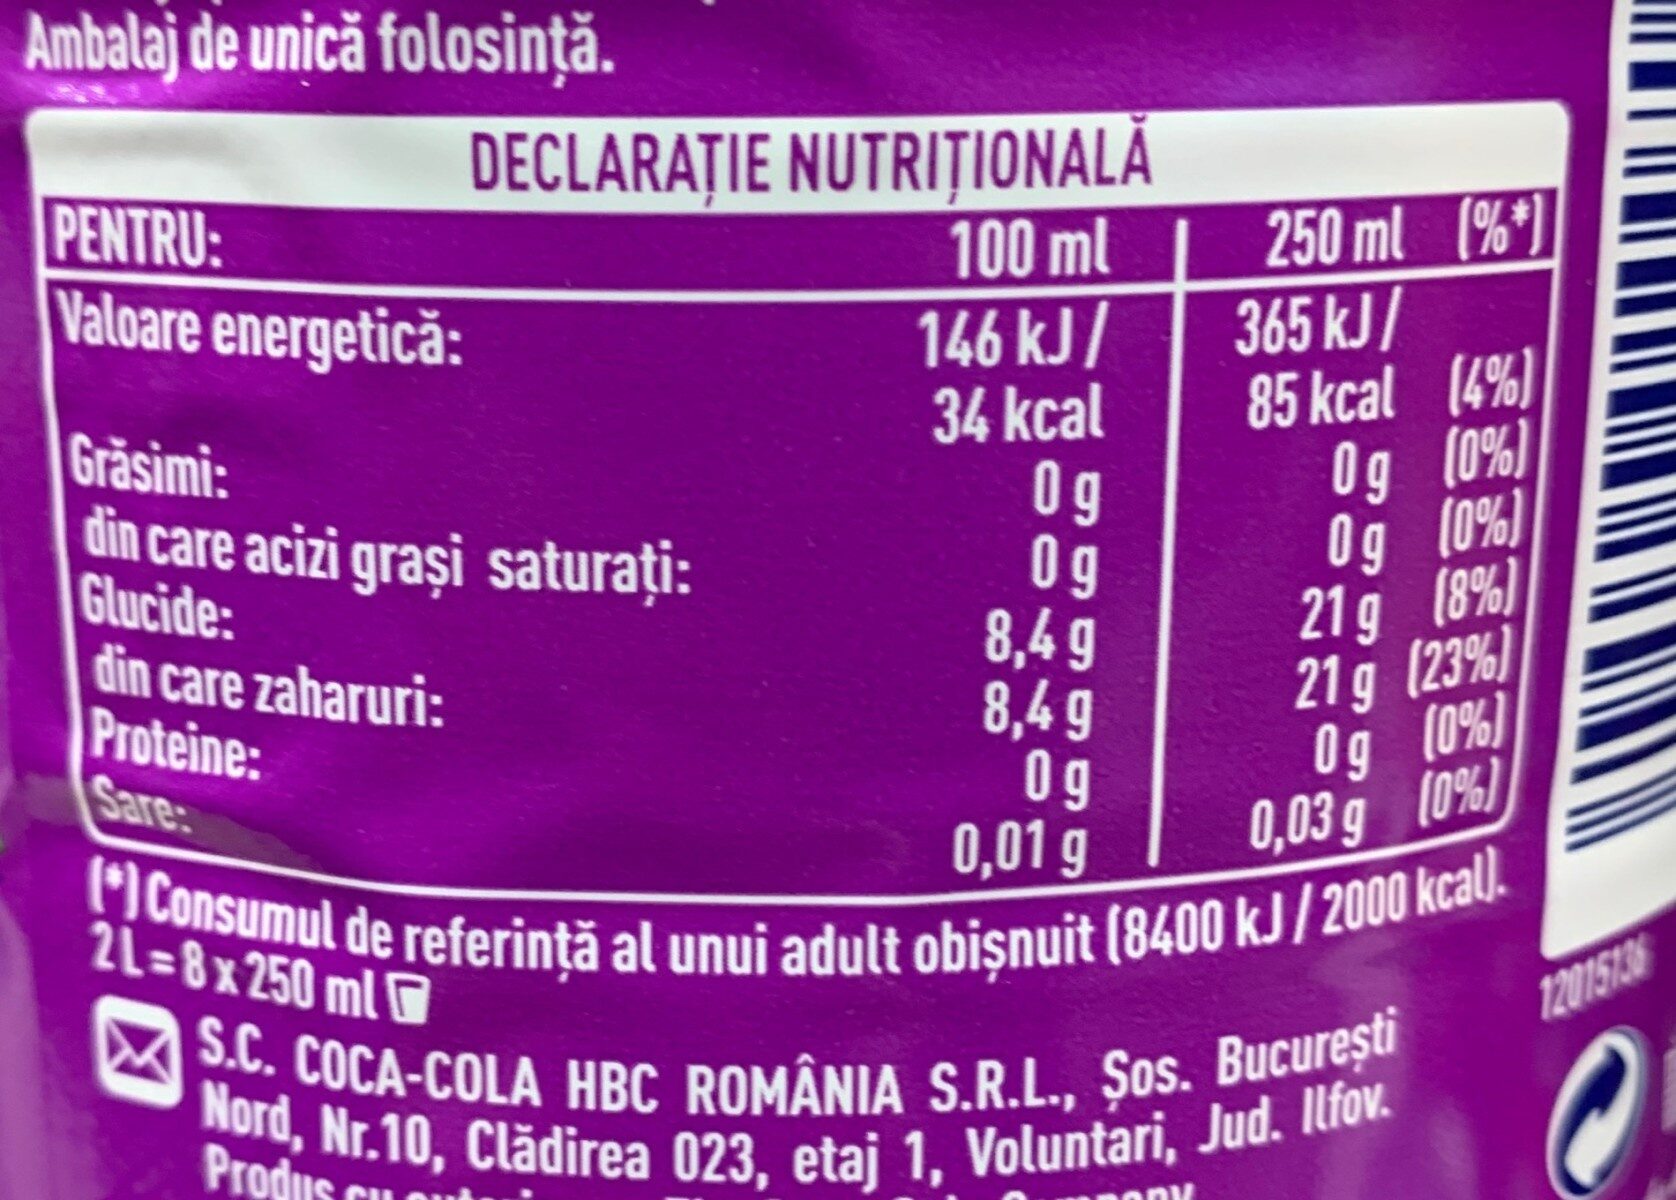 Ambalaj de unică folosință.
DECLARAȚIE NUTRIȚIONALĂ
PENTRU: 100 ml 250 ml (%*)
Valoare energetică: 146 kJ / 365 kJ /
34 kcal 85 kcal (4%)
Grăsimi: 0 g 0 g (0%)
din care acizi grași saturați: 0 g 0 g (0%)
Glucide: 8,4 g 21 g (8%)
din care zaharuri: 8,4 g 21 g (23%)
Proteine: 0 g 0 g (0%)
Sare: 0,01 g 0,03 g (0%)
(*) Consumul de referință al unui adult obișnuit (8400 kJ / 2000 kcal).
2 L = 8 x 250 ml
S.C. COCA-COLA HBC ROMÂNIA S.R.L., Șos. București
Nord, Nr.10, Clădirea 023, etaj 1, Voluntari, Jud. Ilfov.
Produs cu
12015136